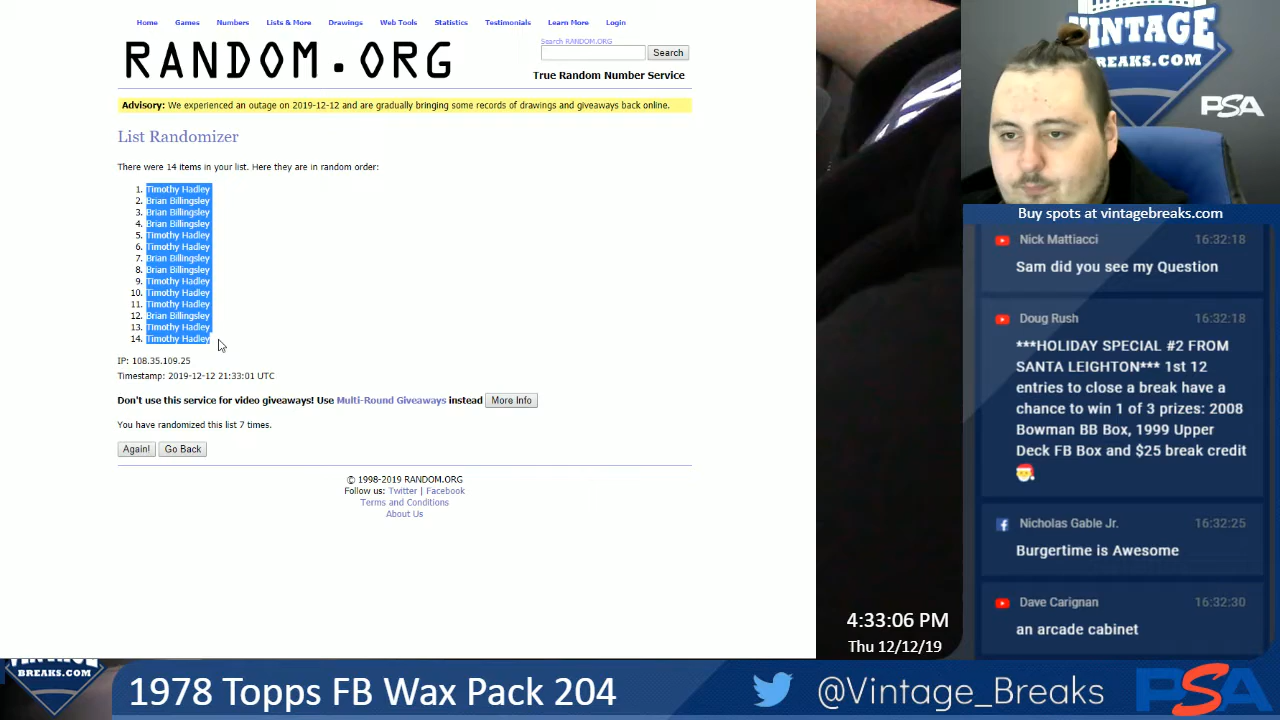 Home Games Numbers Lists & More Drawings Web Tools Statistics Testimonials Learn More Login
RANDOM.ORG
Search RANDOM.ORG
Search
True Random Number Service
Advisory: We experienced an outage on 2019-12-12 and are gradually bringing some records of drawings and giveaways back online.
List Randomizer
There were 14 items in your list. Here they are in random order:
1. Timothy Hadley
2. Brian Billingsley
3. Brian Billingsley
4. Brian Billingsley
5. Timothy Hadley
6. Timothy Hadley
7. Brian Billingsley
8. Brian Billingsley
9. Timothy Hadley
10. Timothy Hadley
11. Timothy Hadley
12. Brian Billingsley
13. Timothy Hadley
14. Timothy Hadley
IP: 108.35.109.25
Timestamp: 2019-12-12 21:33:01 UTC
Don't use this service for video giveaways! Use Multi-Round Giveaways instead More Info
You have randomized this list 7 times.
Again! Go Back
© 1998-2019 RANDOM.ORG
Follow us: Twitter | Facebook
Terms and Conditions
About Us
VINTAGE
BREAKS.COM
PSA
Buy spots at vintagebreaks.com
Nick Mattiacci 16:32:18
Sam did you see my Question
Doug Rush 16:32:18
***HOLIDAY SPECIAL #2 FROM
SANTA LEIGHTON*** 1st 12
entries to close a break have a
chance to win 1 of 3 prizes: 2008
Bowman BB Box, 1999 Upper
Deck FB Box and $25 break credit
Nicholas Gable Jr. 16:32:25
Burgertime is Awesome
Dave Carignan 16:32:30
an arcade cabinet
4:33:06 PM
Thu 12/12/19
VINTAGE
BREAKS.COM
1978 Topps FB Wax Pack 204
@Vintage_Breaks
PSA